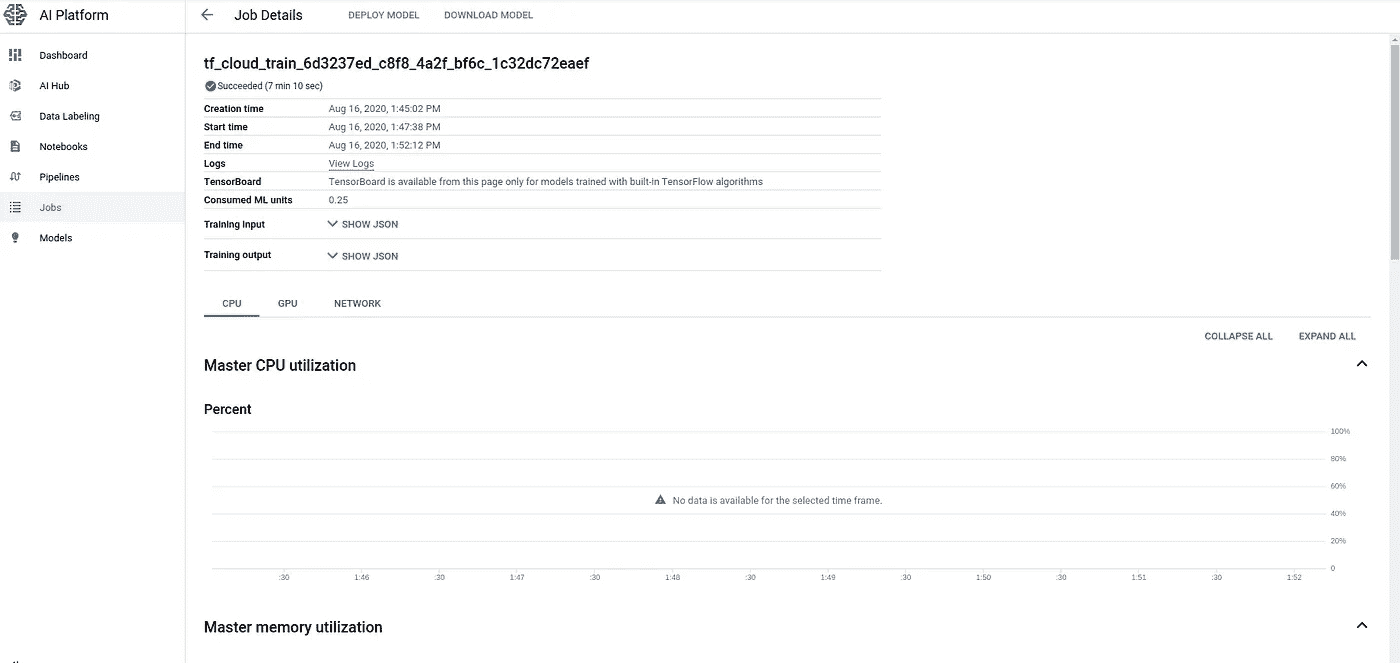 AI Platform
Job Details DEPLOY MODEL DOWNLOAD MODEL
Dashboard
AI Hub
Data Labeling
Notebooks
Pipelines
Jobs
Models
tf_cloud_train_6d3237ed_c8f8_4a2f_bf6c_1c32dc72eaef
Succeeded (7 min 10 sec)
Creation time Aug 16, 2020, 1:45:02 PM
Start time Aug 16, 2020, 1:47:38 PM
End time Aug 16, 2020, 1:52:12 PM
Logs View Logs
TensorBoard TensorBoard is available from this page only for models trained with built-in TensorFlow algorithms
Consumed ML units 0.25
Training input SHOW JSON
Training output SHOW JSON
CPU GPU NETWORK
COLLAPSE ALL EXPAND ALL
Master CPU utilization
Percent
100%
80%
60%
No data is available for the selected time frame.
40%
20%
0
:30 1:46 :30 1:47 :30 1:48 :30 1:49 :30 1:50 :30 1:51 :30 1:52
Master memory utilization